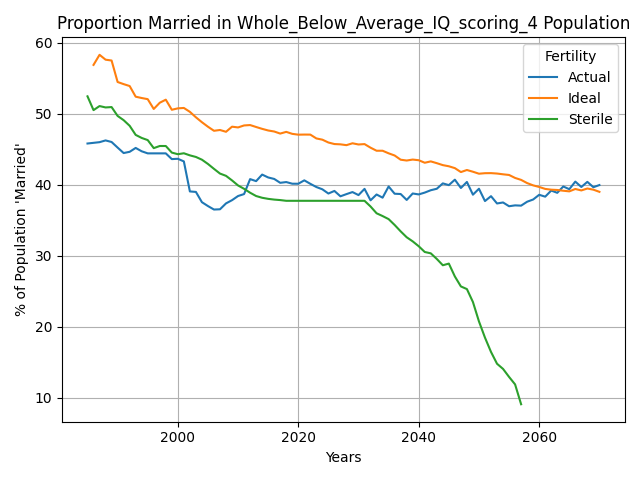 Proportion Married in Whole_Below_Average_IQ_scoring_4 Population
% of Population 'Married'
60
50
40
30
20
10
Fertility
Actual
Ideal
Sterile
2000
2020
2040
2060
Years